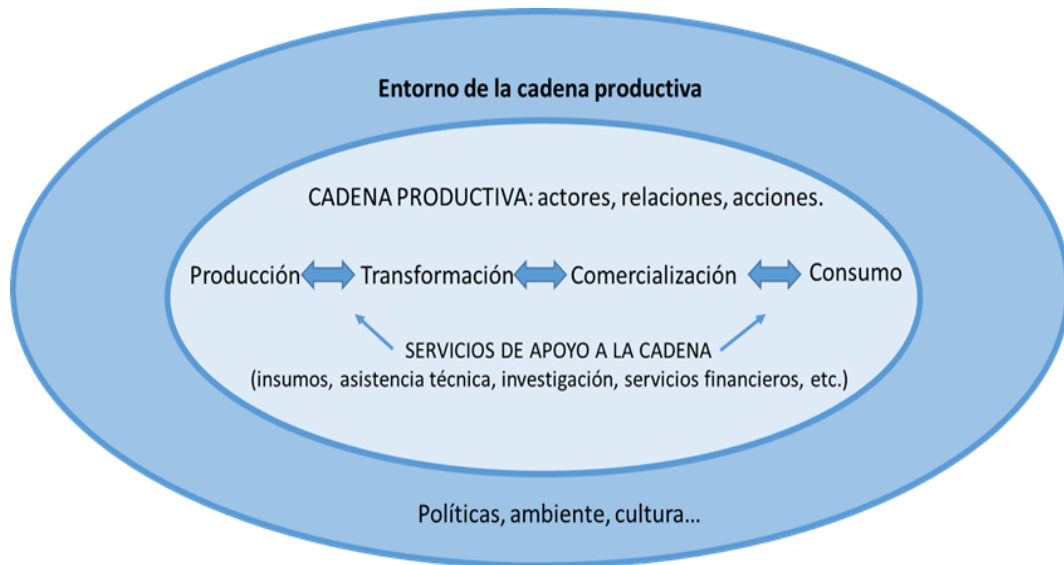 Entorno de la cadena productiva
CADENA PRODUCTIVA: actores, relaciones, acciones.
Producción Transformación Comercialización Consumo
SERVICIOS DE APOYO A LA CADENA
(insumos, asistencia técnica, investigación, servicios financieros, etc.)
Políticas, ambiente, cultura...